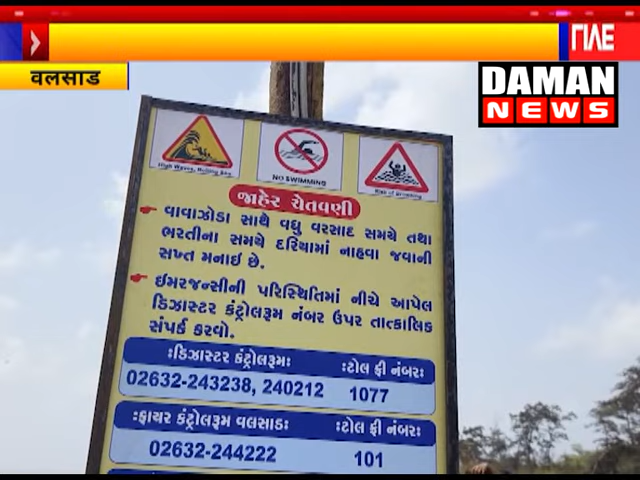 LIVE
વલસાડ
DAMAN
NEWS
High Waves, Rolling Sea
NO SWIMMING
Risk of Drowning
જાહેર ચેતવણી
વાવાઝોડા સાથે વધુ વરસાદ સમયે તથા
ભરતીના સમયે દરિયામાં નાહવા જવાની
સખ્ત મનાઇ છે.
ઇમરજન્સીની પરિસ્થિતિમાં નીચે આપેલ
ડિઝાસ્ટર કંટ્રોલરૂમ નંબર ઉપર તાત્કાલિક
સંપર્ક કરવો.
:ડિઝાસ્ટર કંટ્રોલરૂમ: :ટોલ ફ્રી નંબર:
02632-243238, 240212 1077
:ફાયર કંટ્રોલરૂમ વલસાડ: :ટોલ ફ્રી નંબર:
02632-244222 101